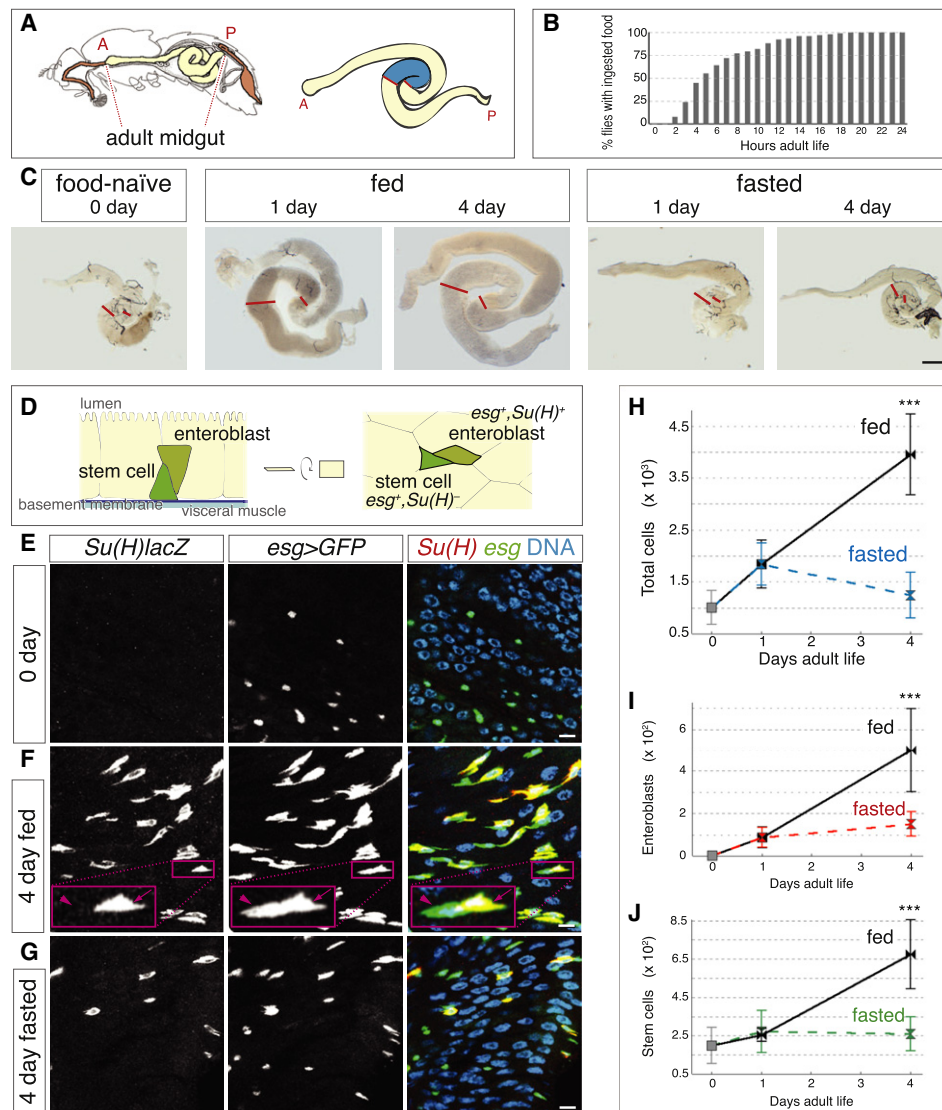 A
A
P
adult midgut
A
P
B
% flies with ingested food
100
75
50
25
0
0 2 4 6 8 10 12 14 16 18 20 22 24
Hours adult life
C
food-naïve
0 day
fed
1 day 4 day
fasted
1 day 4 day
D
lumen
enteroblast
stem cell
basement membrane
visceral muscle
esg+,Su(H)+
enteroblast
stem cell
esg+,Su(H)–
E
Su(H)lacZ
esg>GFP
Su(H) esg DNA
0 day
F
4 day fed
G
4 day fasted
H
Total cells (x 10³)
4.5
3.5
2.5
1.5
0.5
fed
***
fasted
0 1 2 3 4
Days adult life
I
Enteroblasts (x 10²)
6
4
2
0
fed
***
fasted
0 1 2 3 4
Days adult life
J
Stem cells (x 10²)
8.5
6.5
4.5
2.5
0.5
fed
***
fasted
0 1 2 3 4
Days adult life